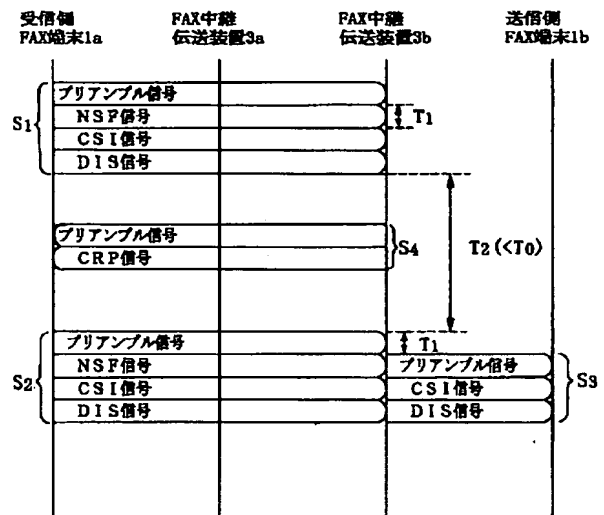 受信側
FAX端末1a
FAX中継
伝送装置3a
FAX中継
伝送装置3b
送信側
FAX端末1b
プリアンブル信号
NSF信号
CSI信号
DIS信号
S1
T1
プリアンブル信号
CRP信号
S4
T2(<T0)
プリアンブル信号
T1
NSF信号
プリアンブル信号
CSI信号
CSI信号
DIS信号
DIS信号
S2
S3